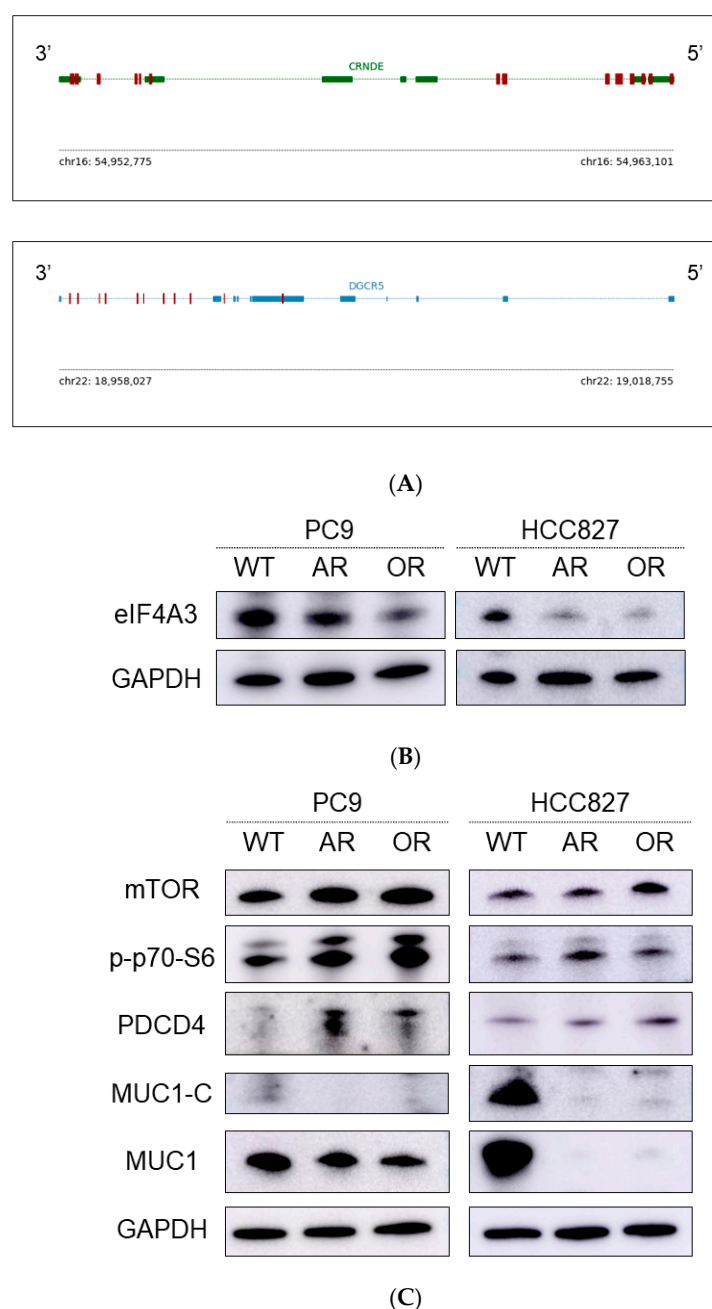 3’ 5’
CRNDE
chr16: 54,952,775 chr16: 54,963,101
3’ 5’
DGCR5
chr22: 18,958,027 chr22: 19,018,755
(A)
PC9 HCC827
WT AR OR WT AR OR
eIF4A3
GAPDH
(B)
PC9 HCC827
WT AR OR WT AR OR
mTOR
p-p70-S6
PDCD4
MUC1-C
MUC1
GAPDH
(C)